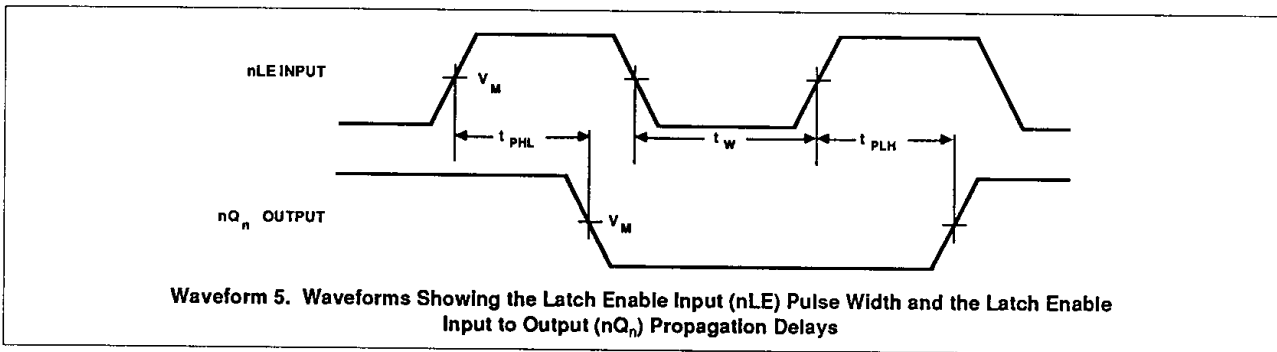 nLE INPUT
V_M
t_PHL
t_W
t_PLH
nQ_n OUTPUT
V_M
Waveform 5. Waveforms Showing the Latch Enable Input (nLE) Pulse Width and the Latch Enable
Input to Output (nQ_n) Propagation Delays